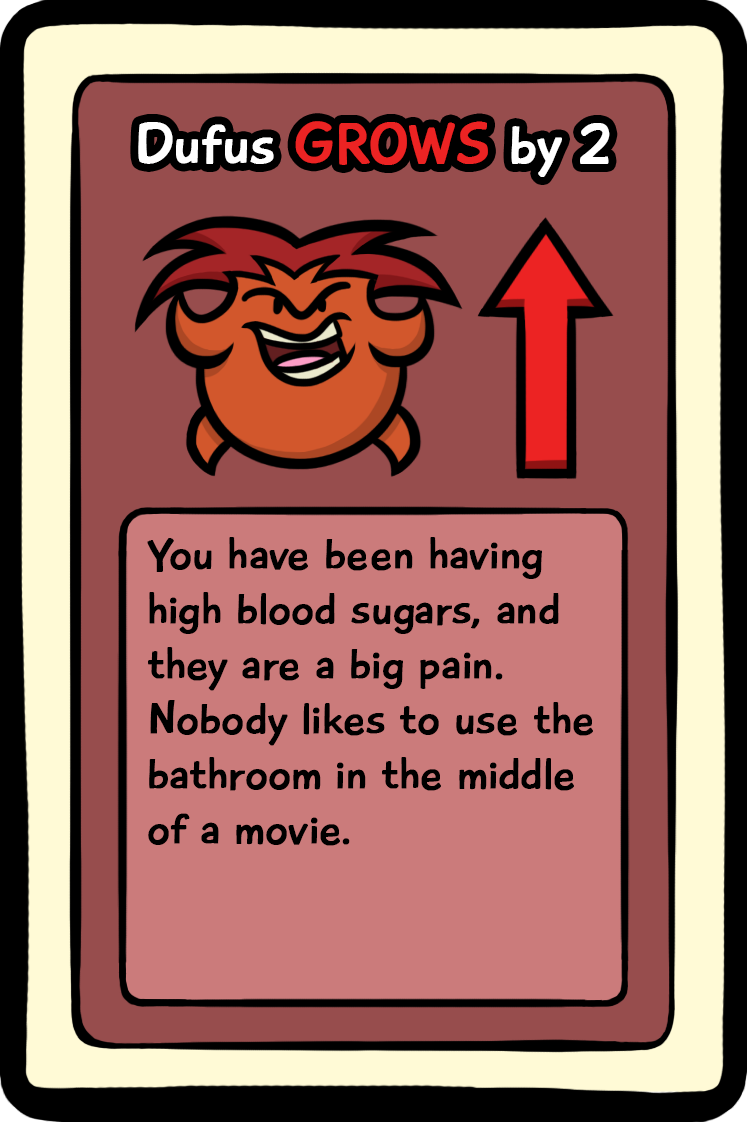 Dufus GROWS by 2
You have been having
high blood sugars, and
they are a big pain.
Nobody likes to use the
bathroom in the middle
of a movie.